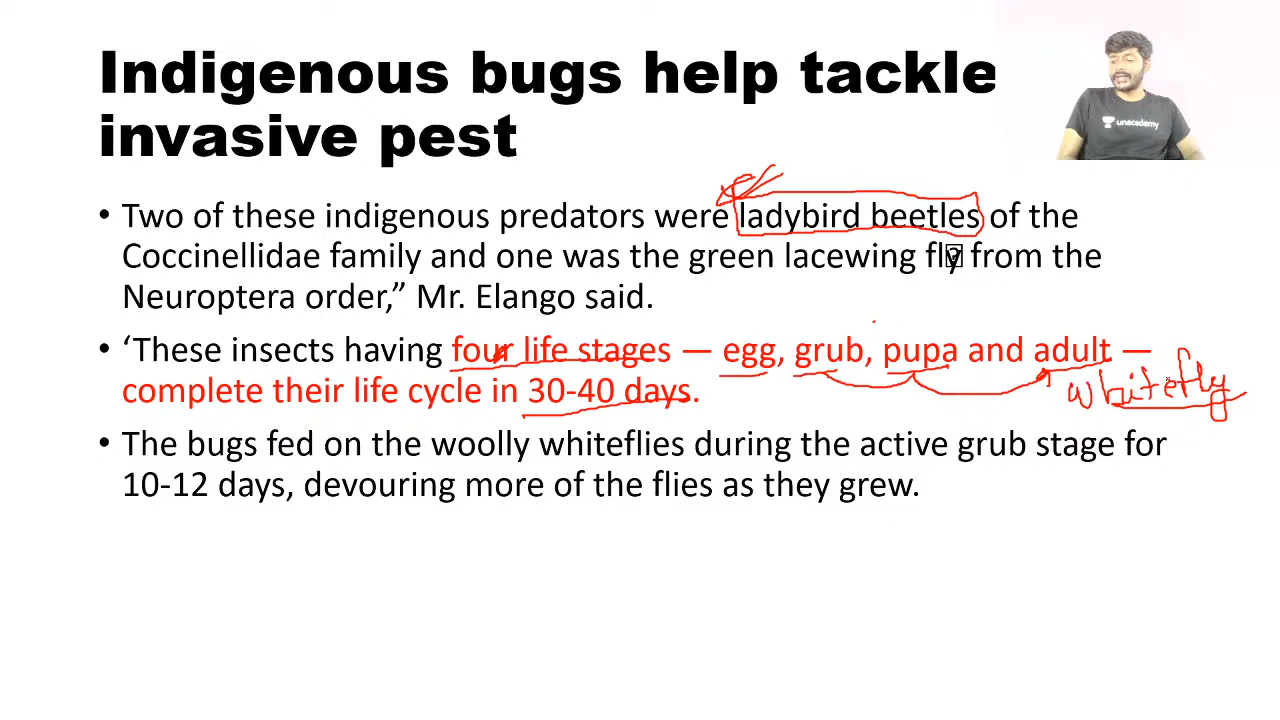 Indigenous bugs help tackle
invasive pest
unacademy
• Two of these indigenous predators were ladybird beetles of the
Coccinellidae family and one was the green lacewing fly from the
Neuroptera order,” Mr. Elango said.
• ‘These insects having four life stages — egg, grub, pupa and adult —
complete their life cycle in 30-40 days.
whitefly
• The bugs fed on the woolly whiteflies during the active grub stage for
10-12 days, devouring more of the flies as they grew.